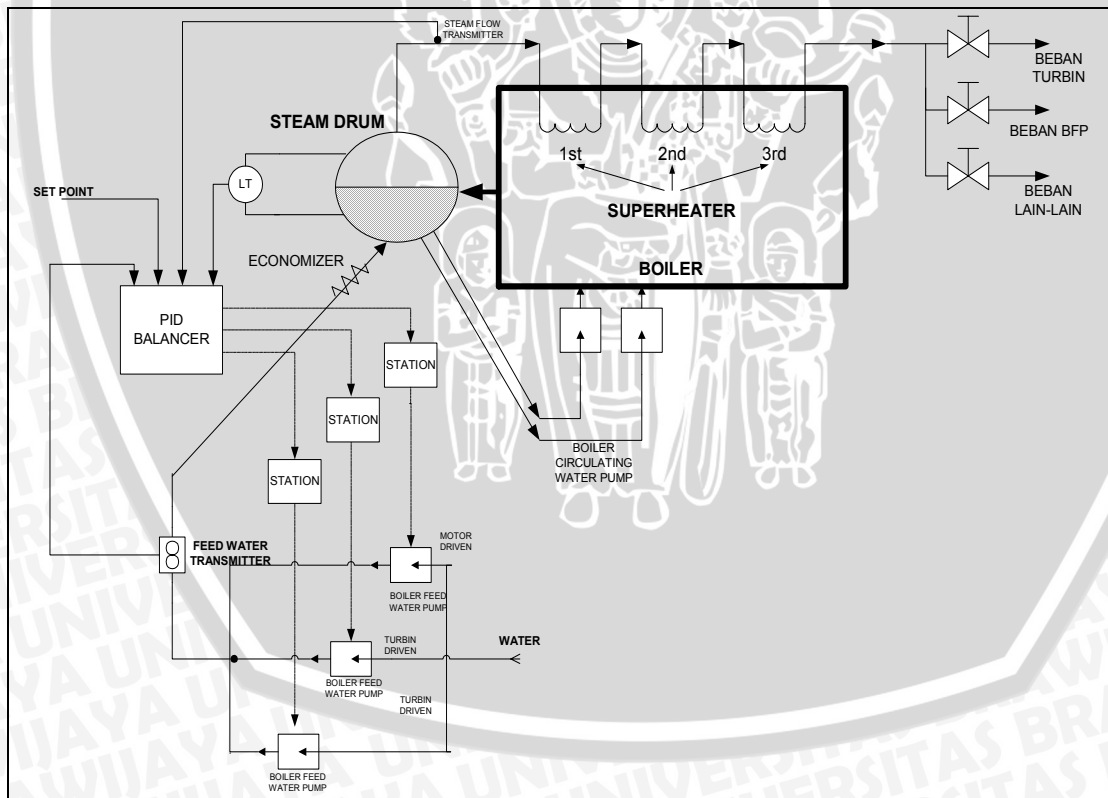 STEAM FLOW
TRANSMITTER
BEBAN
TURBIN
STEAM DRUM
BEBAN BFP
1st
2nd
3rd
LT
SET POINT
SUPERHEATER
BEBAN
LAIN-LAIN
ECONOMIZER
BOILER
PID
BALANCER
STATION
STATION
STATION
BOILER
CIRCULATING
WATER PUMP
MOTOR
DRIVEN
FEED WATER
TRANSMITTER
BOILER FEED
WATER PUMP
TURBIN
DRIVEN
WATER
BOILER FEED
WATER PUMP
TURBIN
DRIVEN
BOILER FEED
WATER PUMP